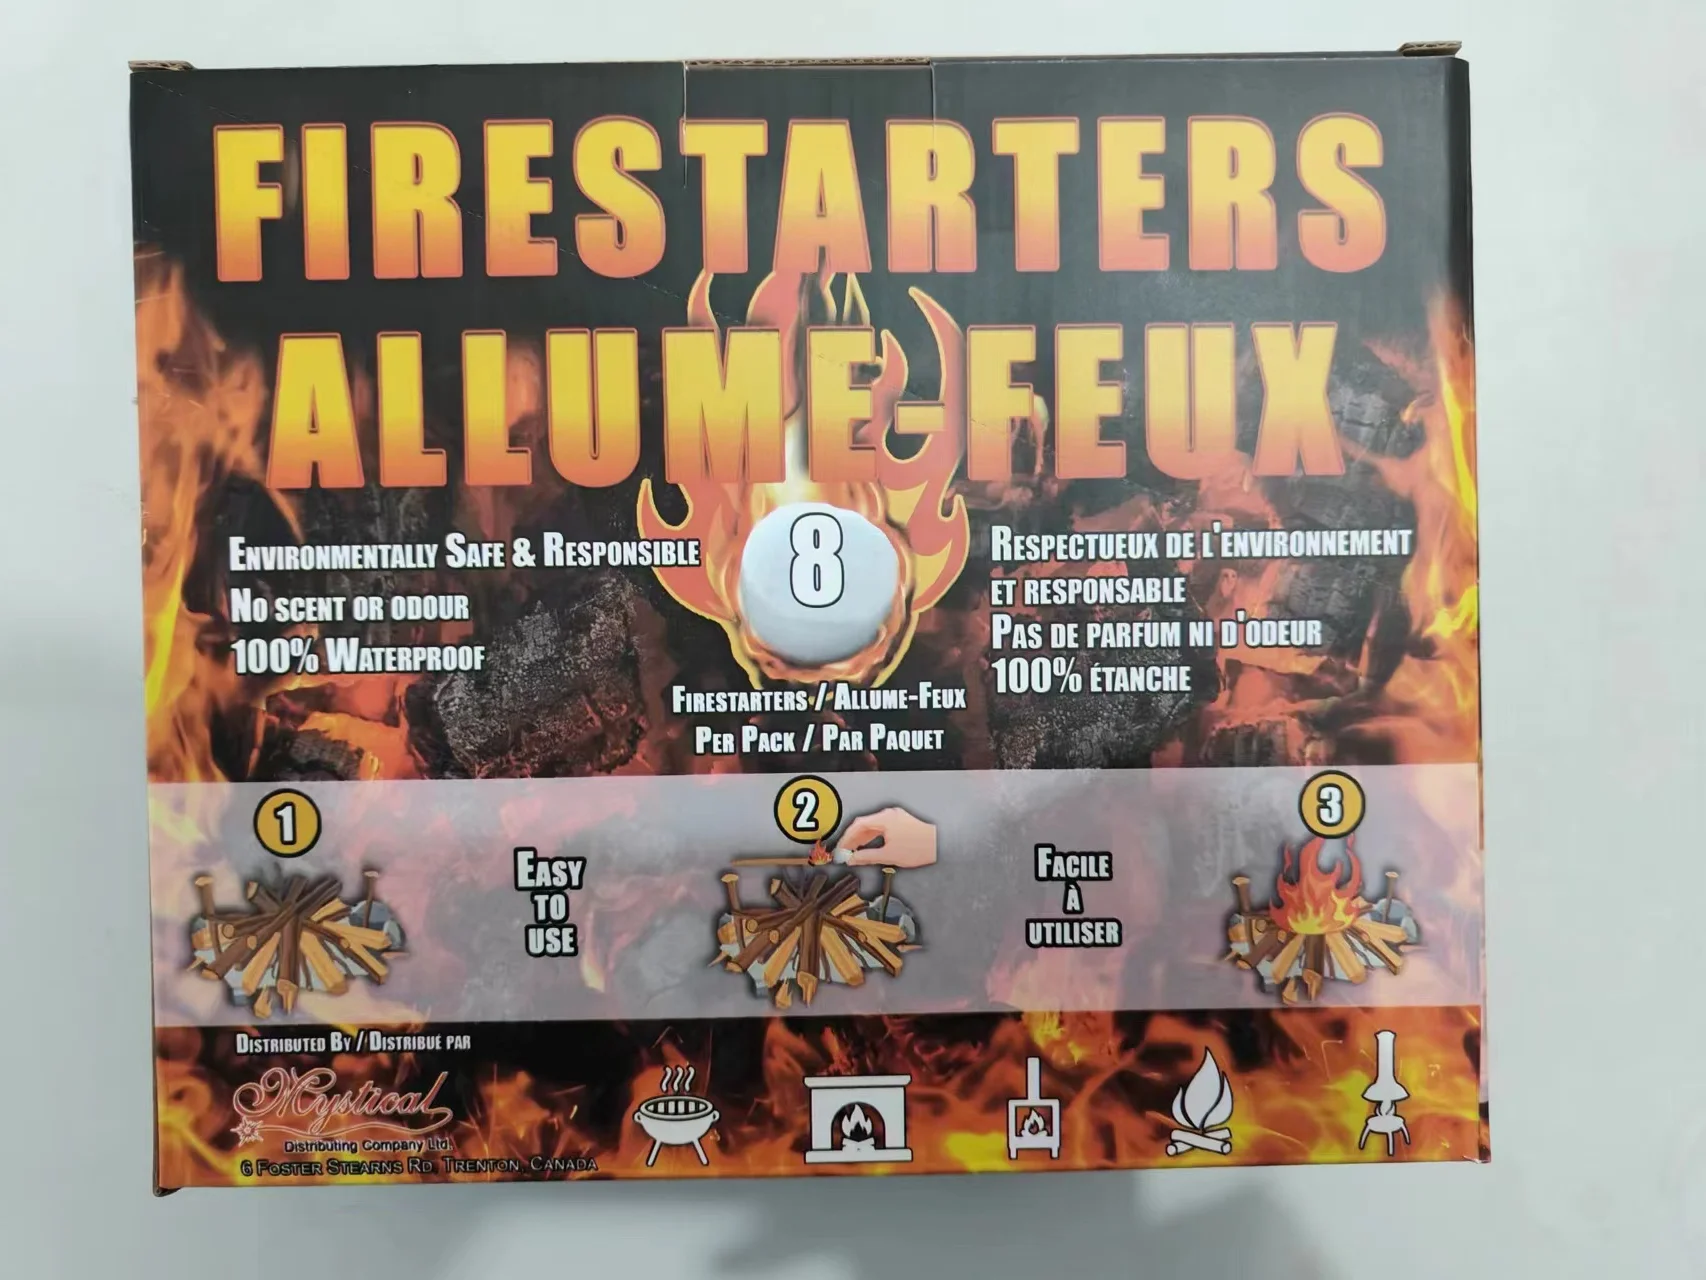 FIRESTARTERS
ALLUME-FEUX
ENVIRONMENTALLY SAFE & RESPONSIBLE
NO SCENT OR ODOUR
100% WATERPROOF
8
FIRESTARTERS / ALLUME-FEUX
PER PACK / PAR PAQUET
RESPECTUEUX DE L'ENVIRONNEMENT
ET RESPONSABLE
PAS DE PARFUM NI D'ODEUR
100% ÉTANCHE
1
EASY
TO
USE
2
FACILE
À
UTILISER
3
DISTRIBUTED BY / DISTRIBUÉ PAR
Mystical
Distributing Company Ltd.
6 FOSTER STEARNS RD, TRENTON, CANADA